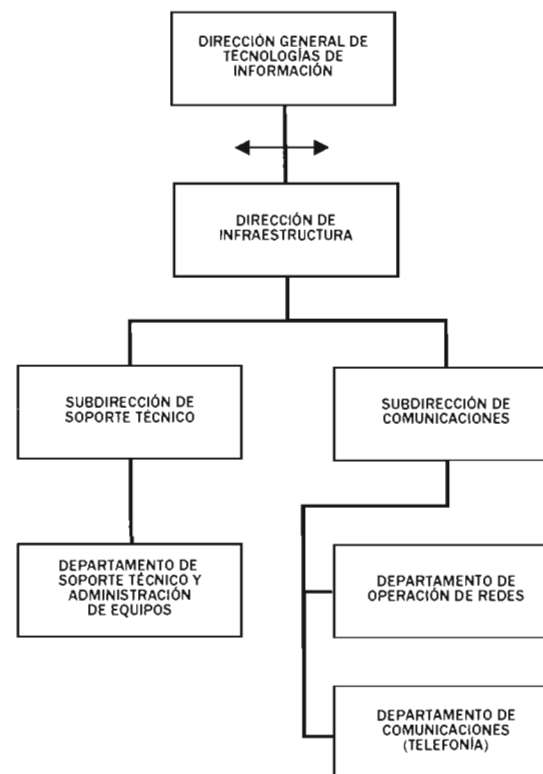 DIRECCIÓN GENERAL DE
TECNOLOGÍAS DE
INFORMACIÓN
DIRECCIÓN DE
INFRAESTRUCTURA
SUBDIRECCIÓN DE
SOPORTE TÉCNICO
SUBDIRECCIÓN DE
COMUNICACIONES
DEPARTAMENTO DE
SOPORTE TÉCNICO Y
ADMINISTRACIÓN
DE EQUIPOS
DEPARTAMENTO DE
OPERACIÓN DE REDES
DEPARTAMENTO DE
COMUNICACIONES
(TELEFONÍA)